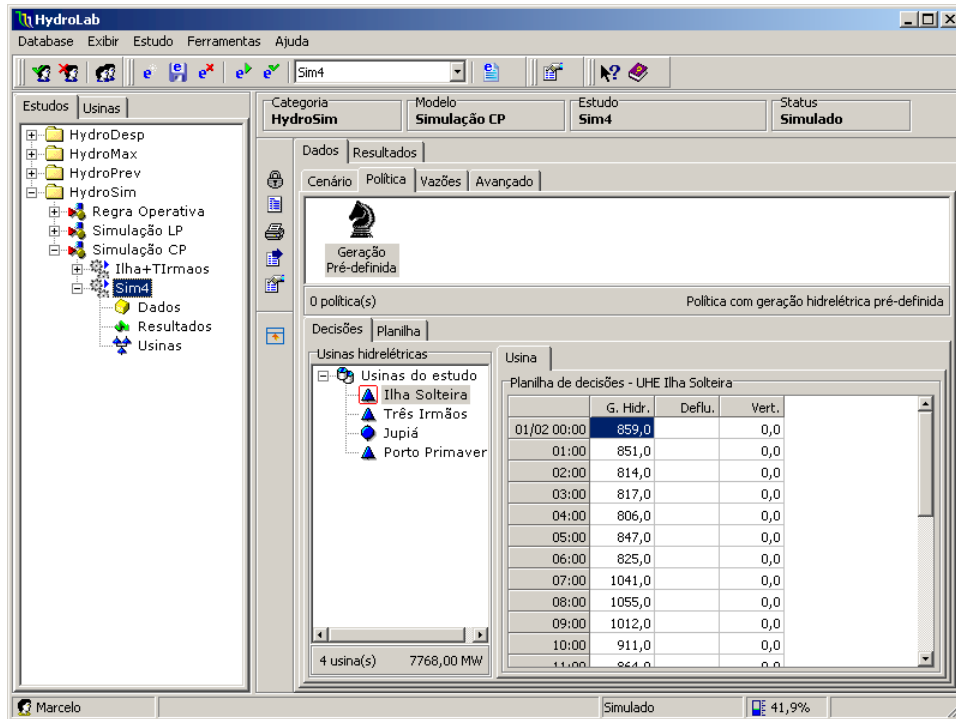 HydroLab
Database Exibir Estudo Ferramentas Ajuda
Sim4
Estudos Usinas
HydroDesp
HydroMax
HydroPrev
HydroSim
Regra Operativa
Simulação LP
Simulação CP
Ilha+TIrmaos
Sim4
Dados
Resultados
Usinas
Categoria
HydroSim
Modelo
Simulação CP
Estudo
Sim4
Status
Simulado
Dados Resultados
Cenário Política Vazões Avançado
Geração
Pré-definida
0 política(s) Política com geração hidrelétrica pré-definida
Decisões Planilha
Usinas hidrelétricas
Usinas do estudo
Ilha Solteira
Três Irmãos
Jupiá
Porto Primaver
4 usina(s) 7768,00 MW
Usina
Planilha de decisões - UHE Ilha Solteira
G. Hidr. Deflu. Vert.
01/02 00:00 859,0 0,0
01:00 851,0 0,0
02:00 814,0 0,0
03:00 817,0 0,0
04:00 806,0 0,0
05:00 847,0 0,0
06:00 825,0 0,0
07:00 1041,0 0,0
08:00 1055,0 0,0
09:00 1012,0 0,0
10:00 911,0 0,0
11:00 864,0 0,0
Marcelo Simulado 41,9%